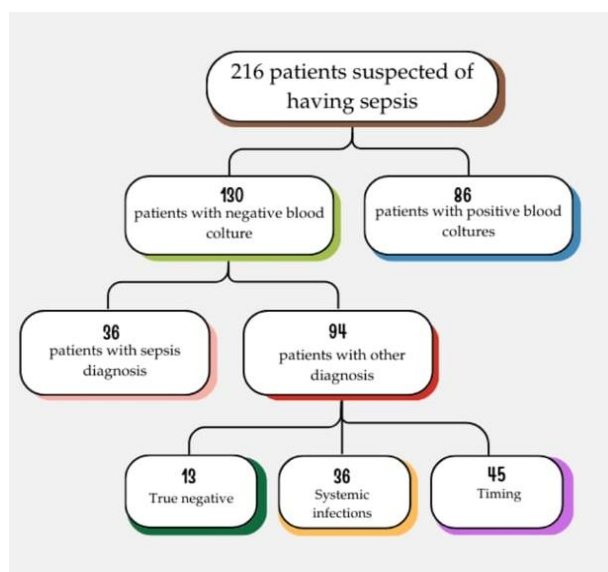 216 patients suspected of
having sepsis
130
patients with negative blood
colture
86
patients with positive blood
coltures
36
patients with sepsis
diagnosis
94
patients with other
diagnosis
13
True negative
36
Systemic
infections
45
Timing